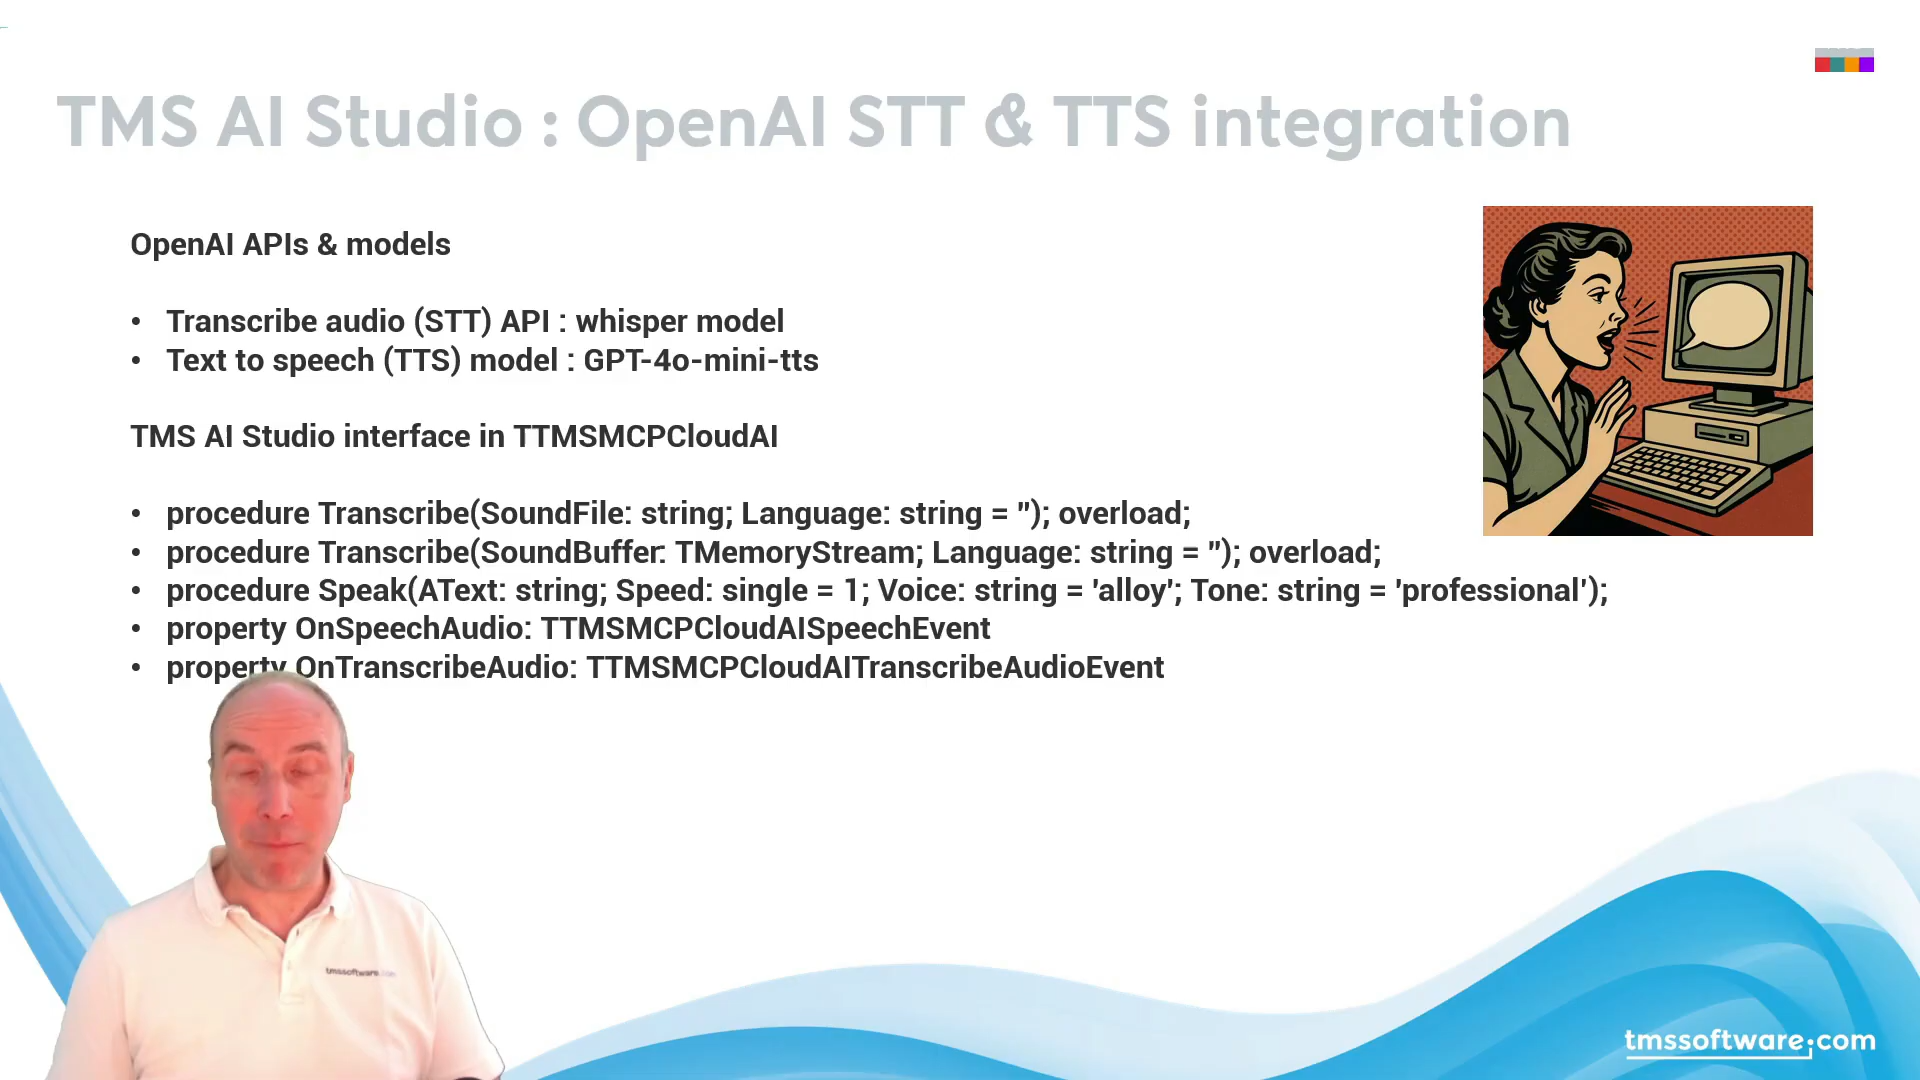 TMS AI Studio : OpenAI STT & TTS integration
OpenAI APIs & models
• Transcribe audio (STT) API : whisper model
• Text to speech (TTS) model : GPT-4o-mini-tts
TMS AI Studio interface in TTMSMCPCloudAI
• procedure Transcribe(SoundFile: string; Language: string = ''); overload;
• procedure Transcribe(SoundBuffer: TMemoryStream; Language: string = ''); overload;
• procedure Speak(AText: string; Speed: single = 1; Voice: string = 'alloy'; Tone: string = 'professional');
• property OnSpeechAudio: TTMSMCPCloudAISpeechEvent
• property OnTranscribeAudio: TTMSMCPCloudAITranscribeAudioEvent
tmssoftware.com
tmssoftware.com